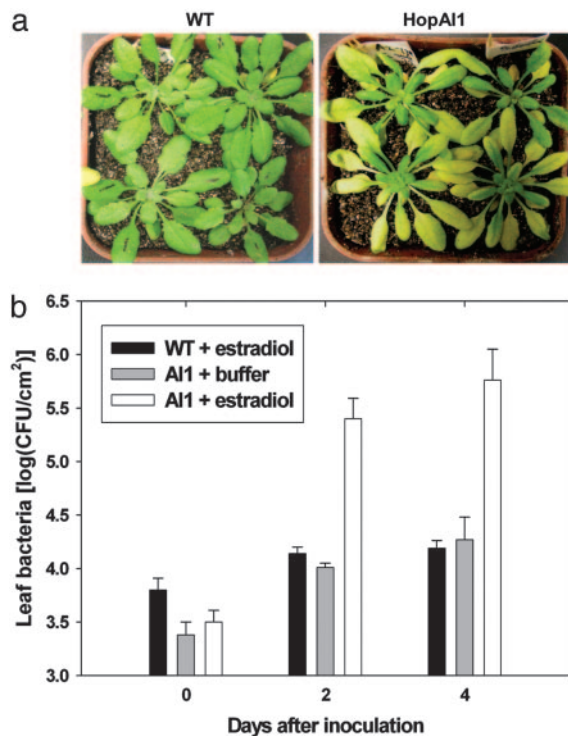 a
WT
HopAI1
b
Leaf bacteria [log(CFU/cm²)]
6.5
6.0
5.5
5.0
4.5
4.0
3.5
3.0
WT + estradiol
AI1 + buffer
AI1 + estradiol
0 2 4
Days after inoculation